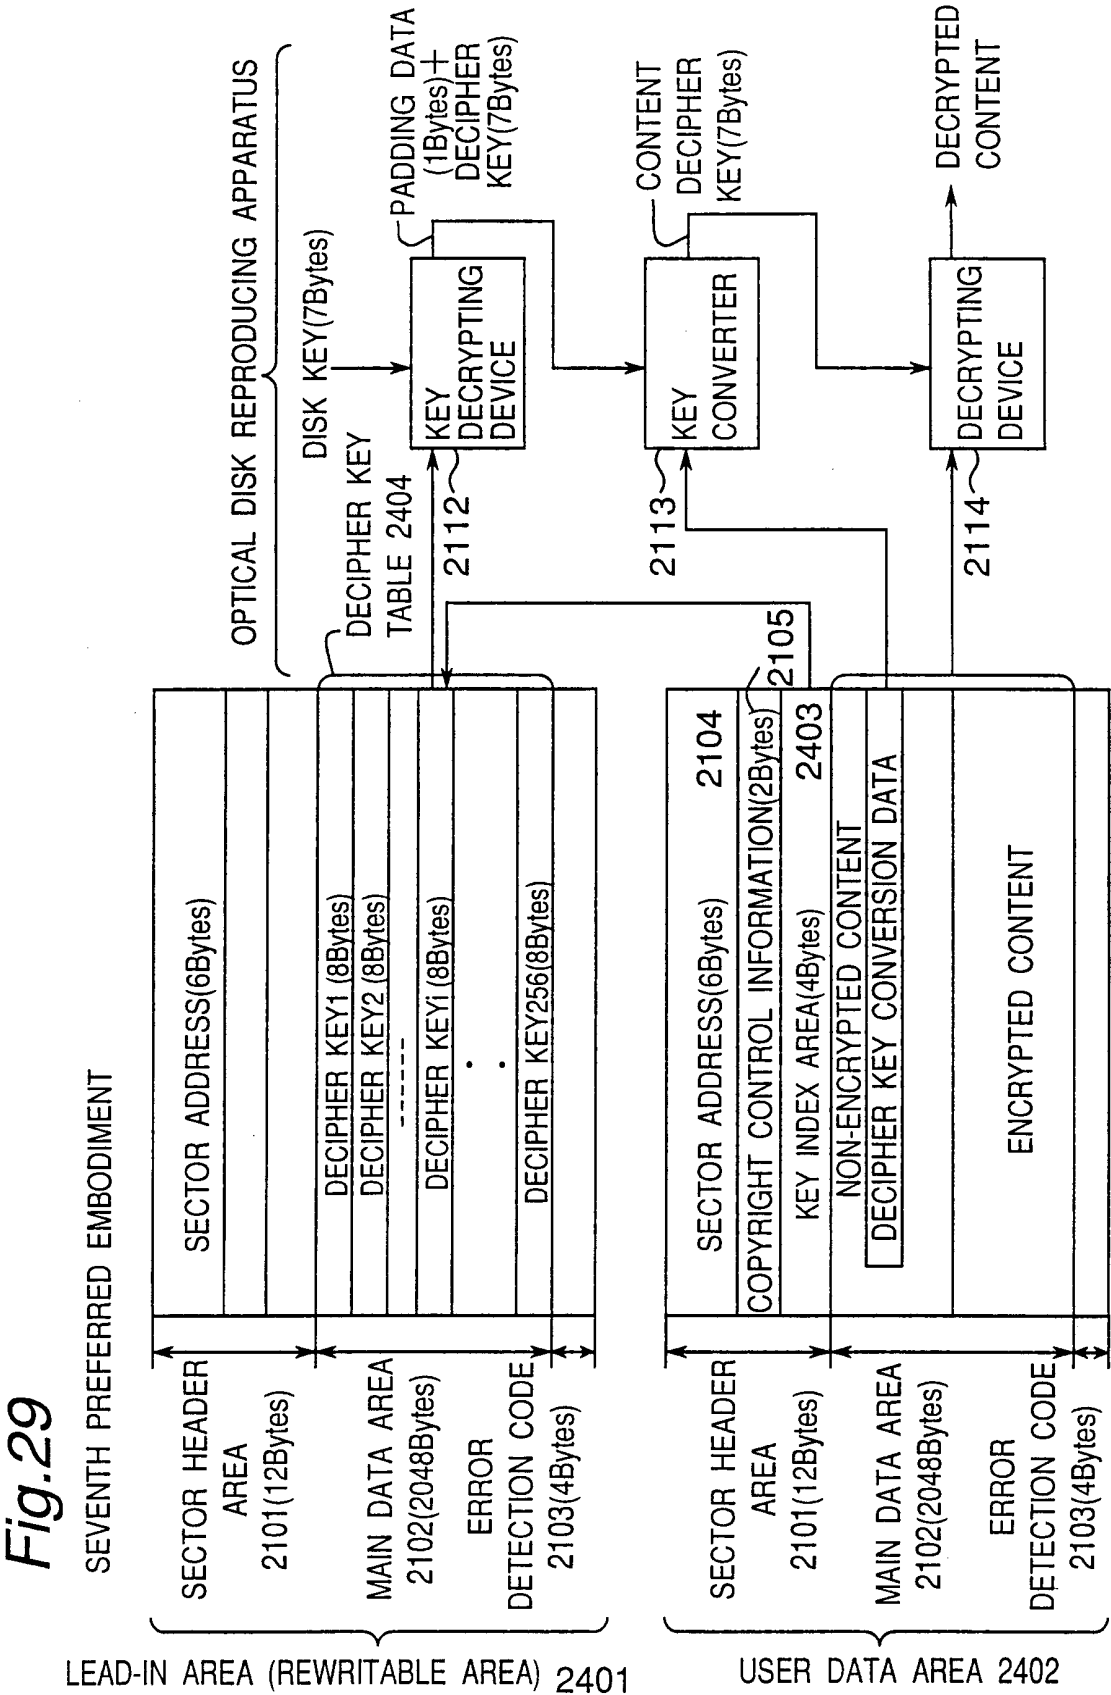 Fig.29
SEVENTH PREFERRED EMBODIMENT
LEAD-IN AREA (REWRITABLE AREA) 2401
SECTOR HEADER
AREA
2101(12Bytes)
MAIN DATA AREA
2102(2048Bytes)
ERROR
DETECTION CODE
2103(4Bytes)
SECTOR ADDRESS(6Bytes)
DECIPHER KEY1 (8Bytes)
DECIPHER KEY2 (8Bytes)
DECIPHER KEYi (8Bytes)
DECIPHER KEY256(8Bytes)
DECIPHER KEY
TABLE 2404
USER DATA AREA 2402
SECTOR HEADER
AREA
2101(12Bytes)
MAIN DATA AREA
2102(2048Bytes)
ERROR
DETECTION CODE
2103(4Bytes)
SECTOR ADDRESS(6Bytes) 2104
COPYRIGHT CONTROL INFORMATION(2Bytes) 2105
KEY INDEX AREA(4Bytes) 2403
NON-ENCRYPTED CONTENT
DECIPHER KEY CONVERSION DATA
ENCRYPTED CONTENT
OPTICAL DISK REPRODUCING APPARATUS
DISK KEY(7Bytes)
KEY
DECRYPTING
DEVICE
2112
PADDING DATA
(1Bytes)+
DECIPHER
KEY(7Bytes)
KEY
CONVERTER
2113
CONTENT
DECIPHER
KEY(7Bytes)
DECRYPTING
DEVICE
2114
DECRYPTED
CONTENT